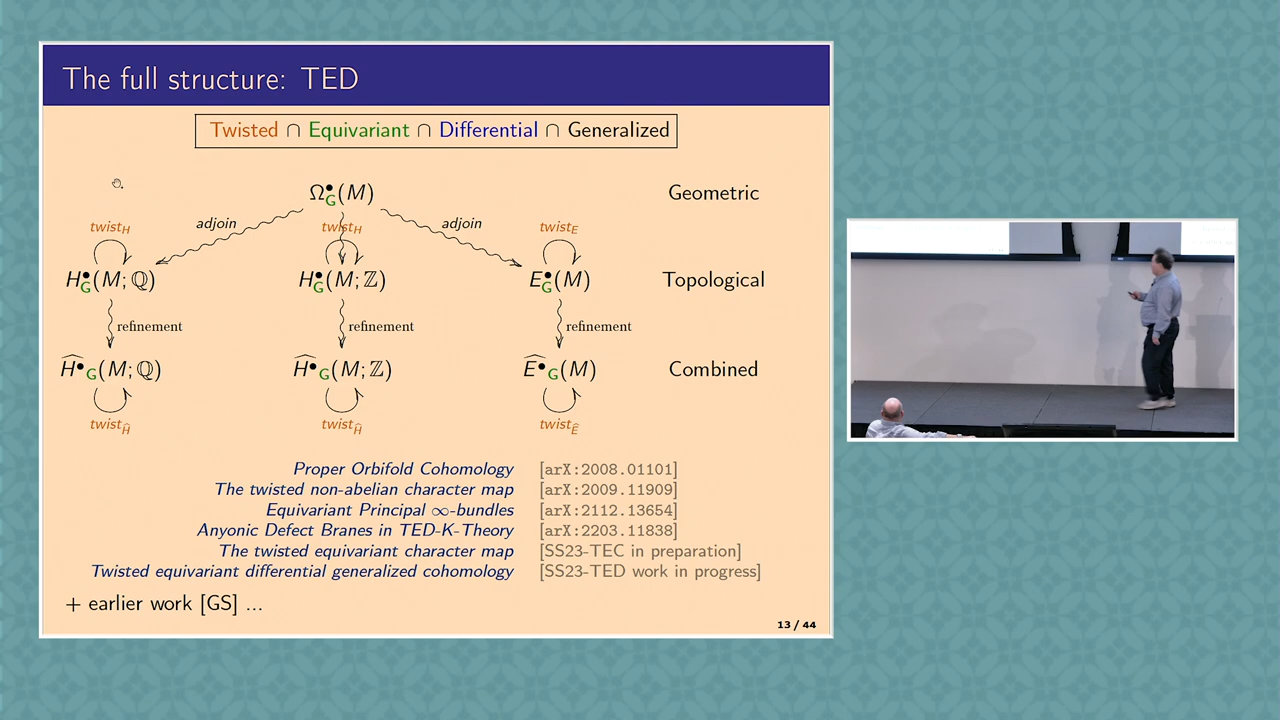 The full structure: TED
Twisted ∩ Equivariant ∩ Differential ∩ Generalized
Ω•G(M) Geometric
adjoin adjoin
twistH twistH twistE
H•G(M; ℚ) H•G(M; ℤ) E•G(M) Topological
refinement refinement refinement
Ĥ•G(M; ℚ) Ĥ•G(M; ℤ) Ê•G(M) Combined
twistĤ twistĤ twistÊ
Proper Orbifold Cohomology [arX:2008.01101]
The twisted non-abelian character map [arX:2009.11909]
Equivariant Principal ∞-bundles [arX:2112.13654]
Anyonic Defect Branes in TED-K-Theory [arX:2203.11838]
The twisted equivariant character map [SS23-TEC in preparation]
Twisted equivariant differential generalized cohomology [SS23-TED work in progress]
+ earlier work [GS] ...
13 / 44